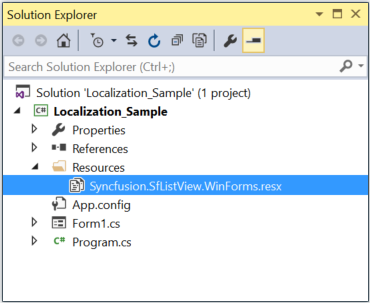 Solution Explorer
Search Solution Explorer (Ctrl+;)
Solution 'Localization_Sample' (1 project)
C# Localization_Sample
Properties
References
Resources
Syncfusion.SfListView.WinForms.resx
App.config
Form1.cs
C# Program.cs